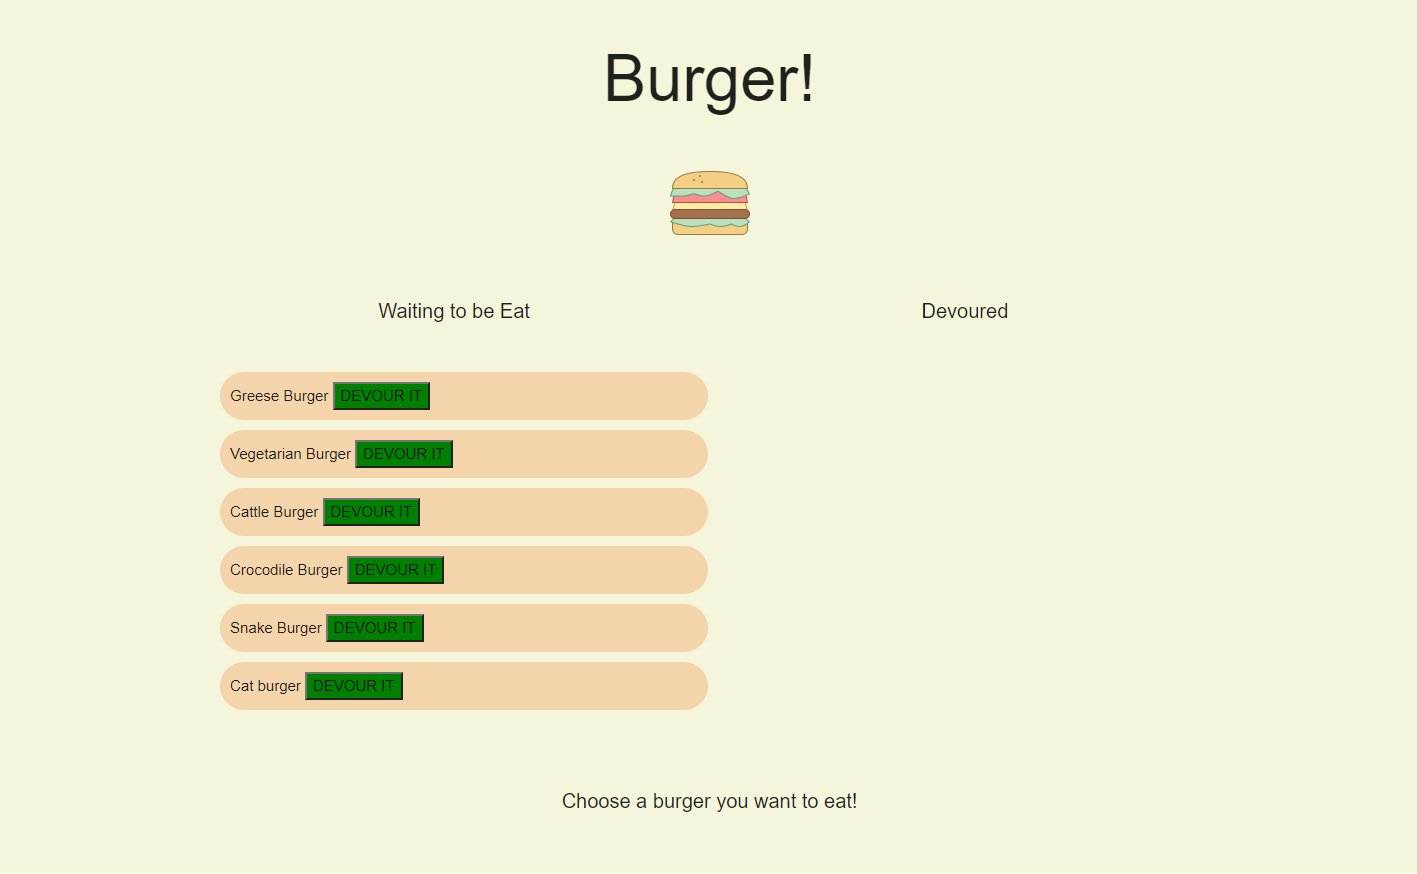 Burger!
Waiting to be Eat
Devoured
Greese Burger DEVOUR IT
Vegetarian Burger DEVOUR IT
Cattle Burger DEVOUR IT
Crocodile Burger DEVOUR IT
Snake Burger DEVOUR IT
Cat burger DEVOUR IT
Choose a burger you want to eat!